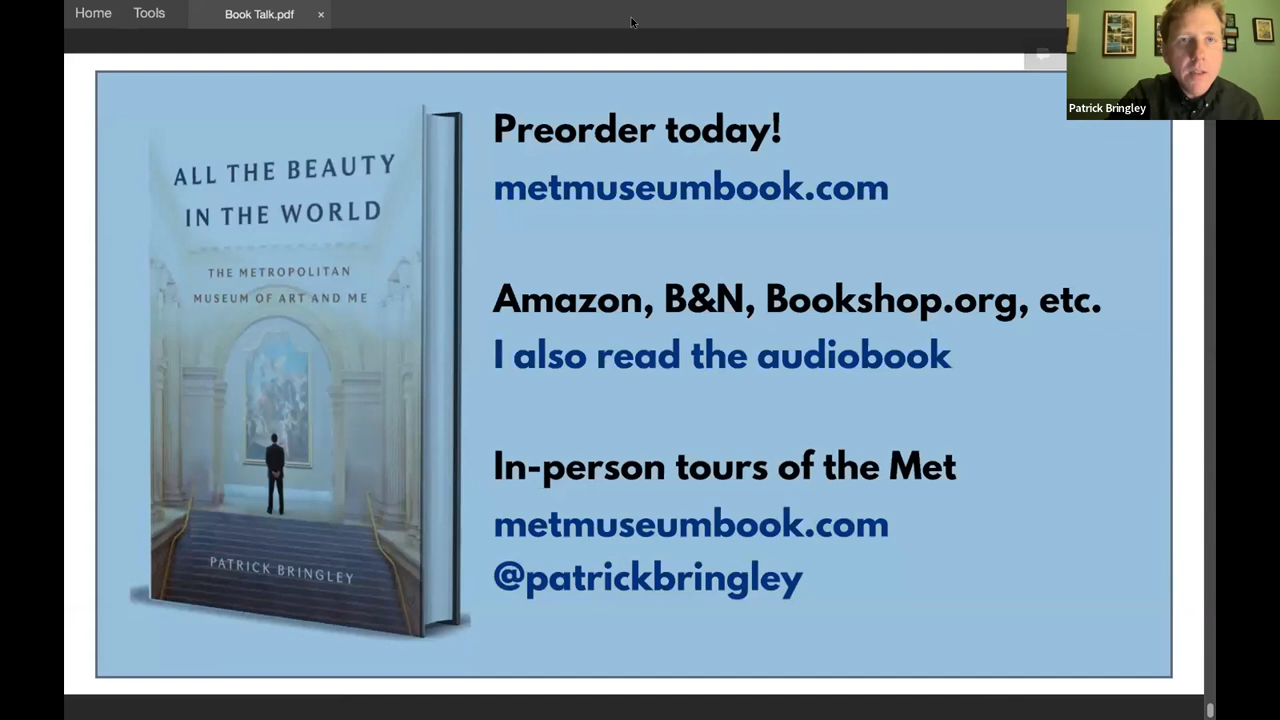 Home Tools Book Talk.pdf ×
Patrick Bringley
ALL THE BEAUTY
IN THE WORLD
THE METROPOLITAN
MUSEUM OF ART AND ME
PATRICK BRINGLEY
Preorder today!
metmuseumbook.com
Amazon, B&N, Bookshop.org, etc.
I also read the audiobook
In-person tours of the Met
metmuseumbook.com
@patrickbringley